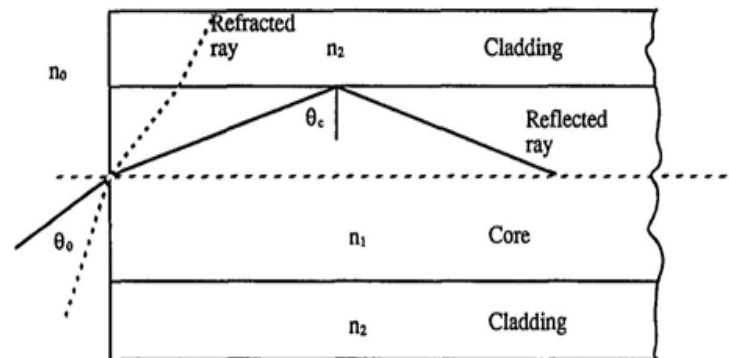 Refracted
ray
n₂
Cladding
n₀
θc
Reflected
ray
θ₀
n₁
Core
n₂
Cladding